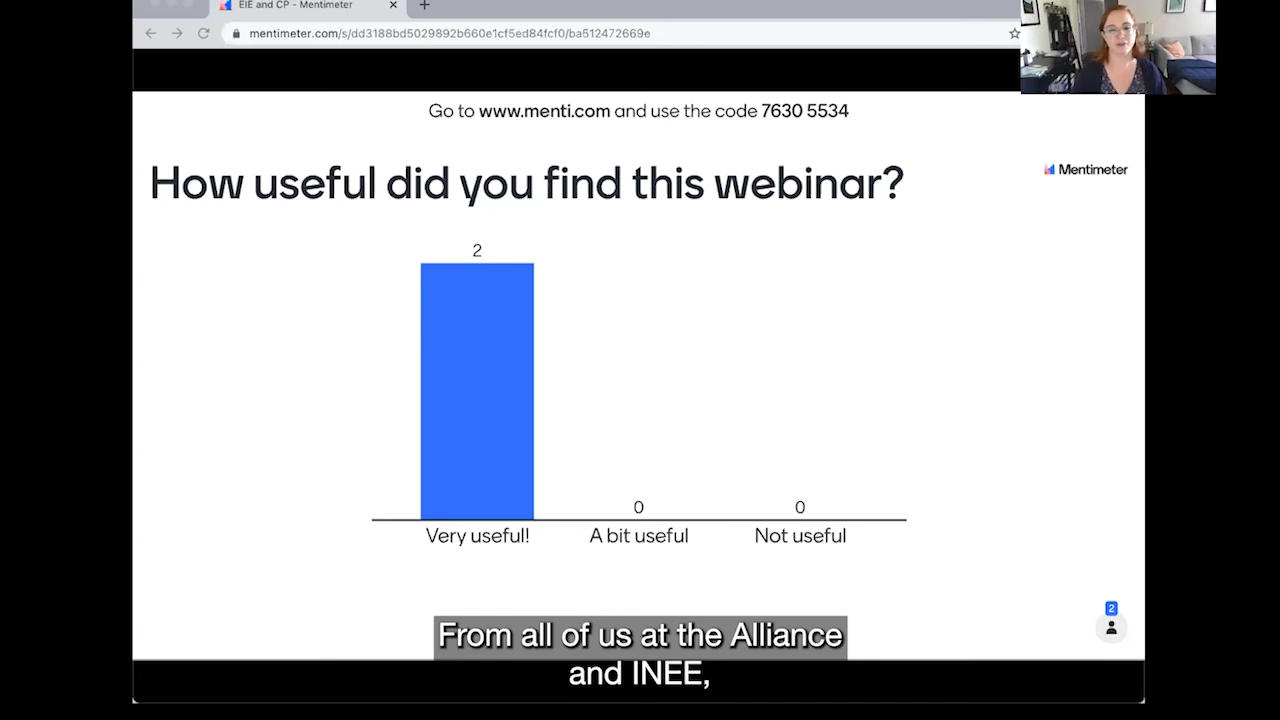 EIE and CP - Mentimeter
mentimeter.com/s/dd3188bd5029892b660e1cf5ed84fcf0/ba512472669e
Go to www.menti.com and use the code 7630 5534
How useful did you find this webinar?
Mentimeter
2
0
0
Very useful!
A bit useful
Not useful
2
From all of us at the Alliance
and INEE,